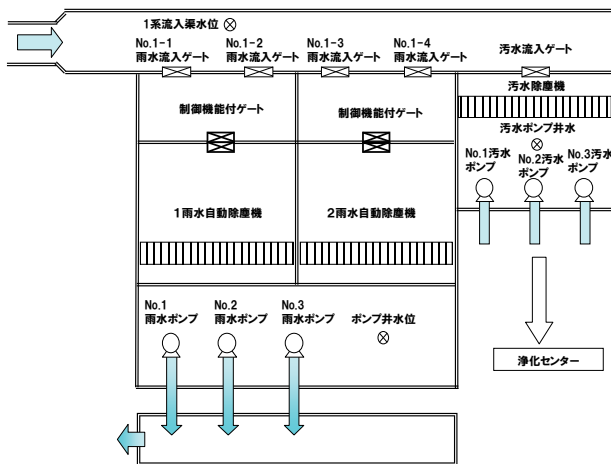 1系流入渠水位
No.1-1
雨水流入ゲート
No.1-2
雨水流入ゲート
No.1-3
雨水流入ゲート
No.1-4
雨水流入ゲート
汚水流入ゲート
汚水除塵機
制御機能付ゲート
制御機能付ゲート
汚水ポンプ井水
No.1汚水
ポンプ
No.2汚水
ポンプ
No.3汚水
ポンプ
1雨水自動除塵機
2雨水自動除塵機
No.1
雨水ポンプ
No.2
雨水ポンプ
No.3
雨水ポンプ
ポンプ井水位
浄化センター